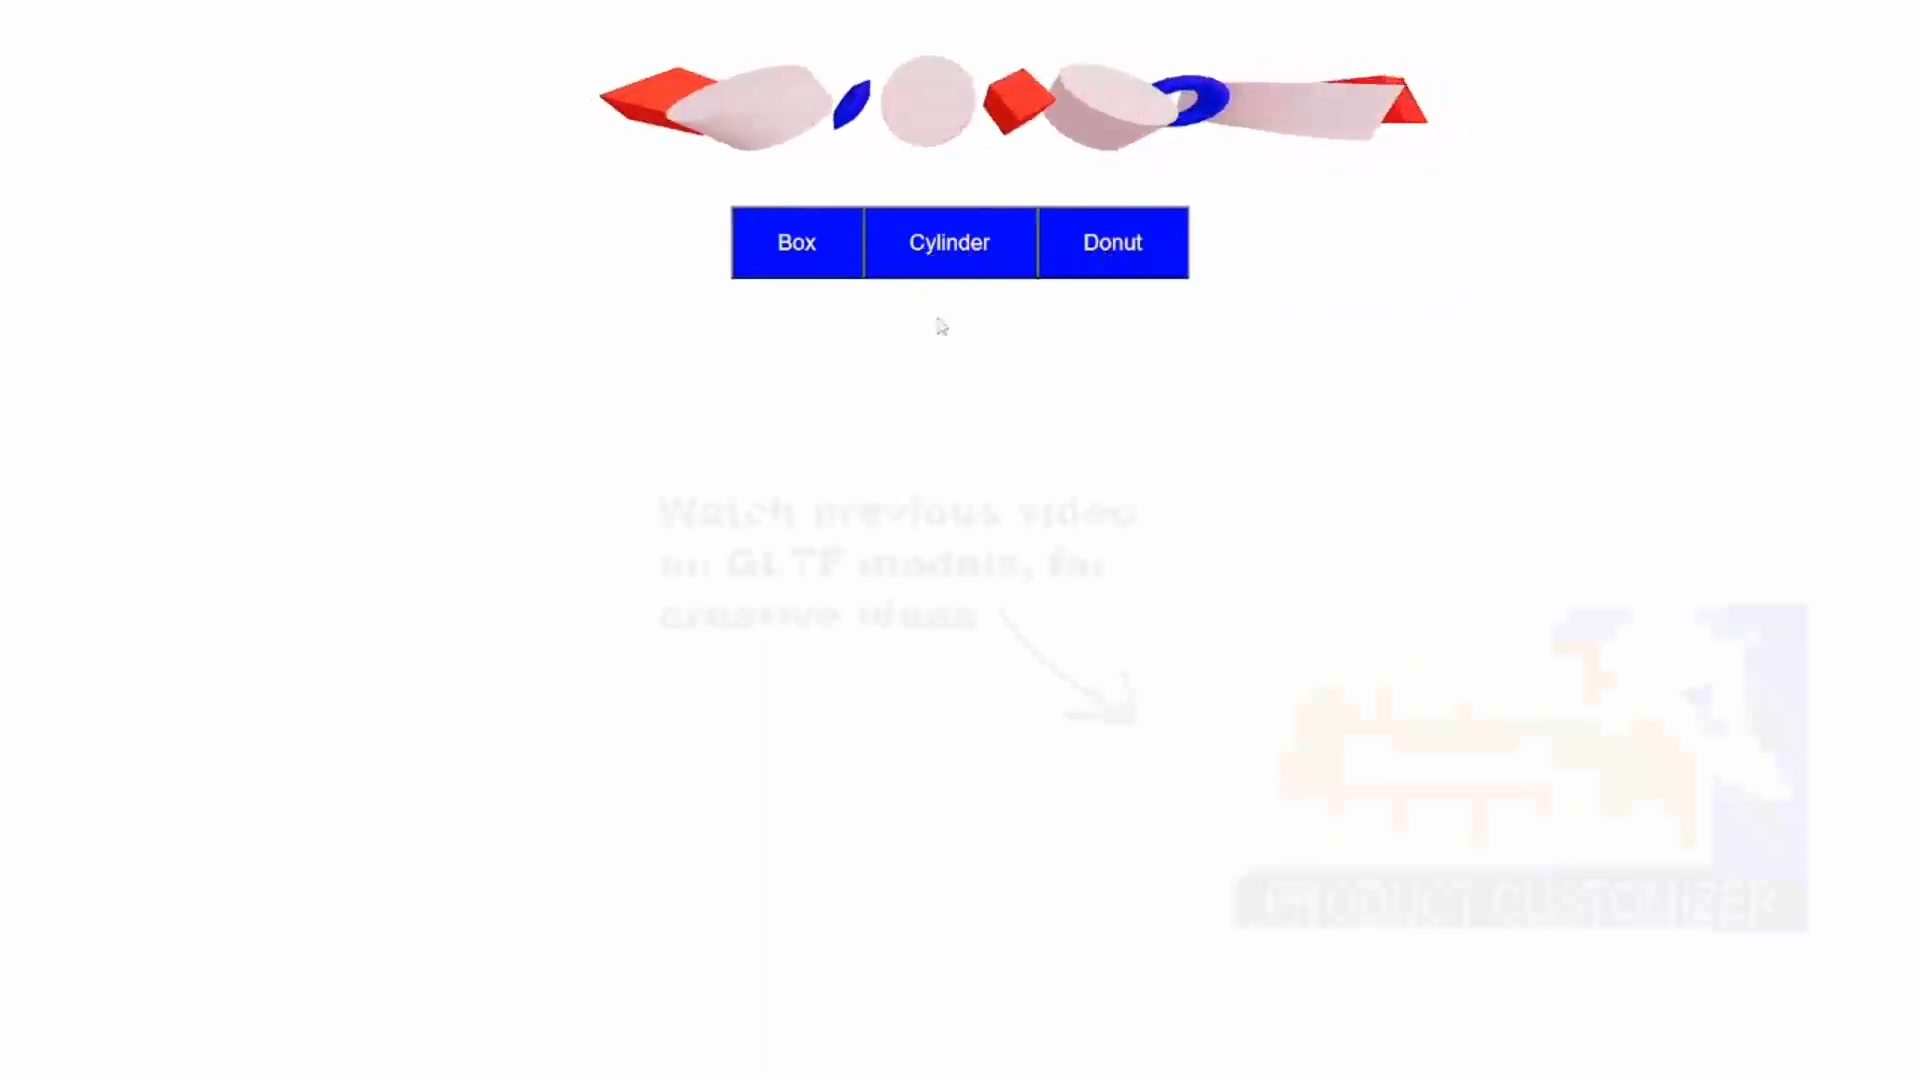 Box
Cylinder
Donut
Watch previous video
on GLTF models, for
creative ideas
PRODUCT CUSTOMIZER